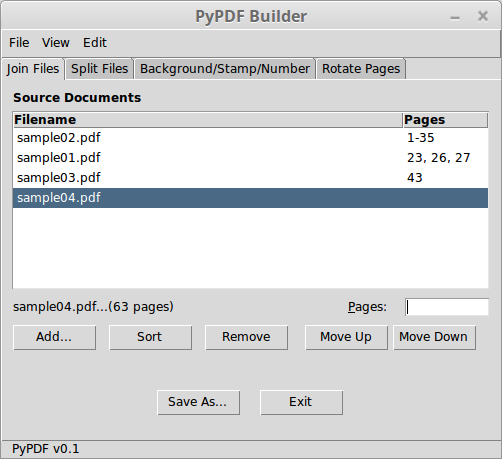 PyPDF Builder
File View Edit
Join Files Split Files Background/Stamp/Number Rotate Pages
Source Documents
Filename Pages
sample02.pdf 1-35
sample01.pdf 23, 26, 27
sample03.pdf 43
sample04.pdf
sample04.pdf...(63 pages) Pages:
Add... Sort Remove Move Up Move Down
Save As... Exit
PyPDF v0.1